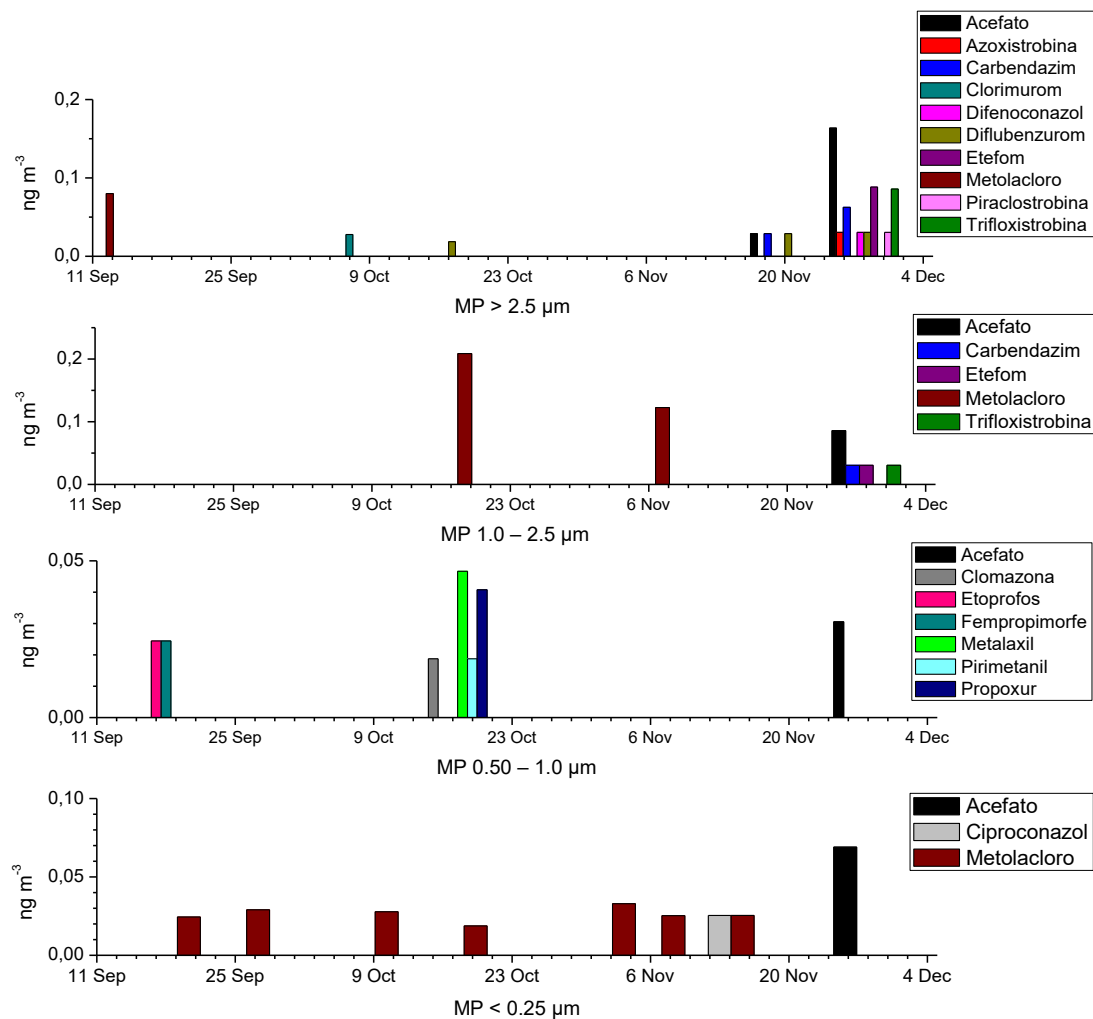 Acefato
Azoxistrobina
Carbendazim
Clorimurom
Difenoconazol
Diflubenzurom
Etefom
Metolacloro
Piraclostrobina
Trifloxistrobina
0,2
0,1
0,0
ng m-3
11 Sep 25 Sep 9 Oct 23 Oct 6 Nov 20 Nov 4 Dec
MP > 2.5 µm
Acefato
Carbendazim
Etefom
Metolacloro
Trifloxistrobina
0,2
0,1
0,0
ng m-3
11 Sep 25 Sep 9 Oct 23 Oct 6 Nov 20 Nov 4 Dec
MP 1.0 – 2.5 µm
Acefato
Clomazona
Etoprofos
Fempropimorfe
Metalaxil
Pirimetanil
Propoxur
0,05
0,00
ng m-3
11 Sep 25 Sep 9 Oct 23 Oct 6 Nov 20 Nov 4 Dec
MP 0.50 – 1.0 µm
Acefato
Ciproconazol
Metolacloro
0,10
0,05
0,00
ng m-3
11 Sep 25 Sep 9 Oct 23 Oct 6 Nov 20 Nov 4 Dec
MP < 0.25 µm